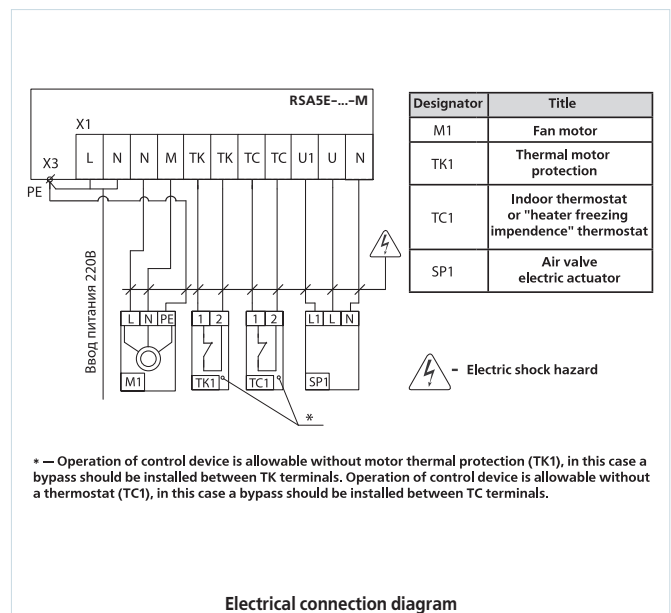 RSA5E-...-M
X1
L N N M TK TK TC TC U1 U N
X3
PE
Ввод питания 220В
L N PE
1 2
1 2
L1 L N
M1
TK1
TC1
SP1
*
Designator Title
M1 Fan motor
TK1 Thermal motor
protection
TC1 Indoor thermostat
or "heater freezing
impendence" thermostat
SP1 Air valve
electric actuator
- Electric shock hazard
* — Operation of control device is allowable without motor thermal protection (TK1), in this case a
bypass should be installed between TK terminals. Operation of control device is allowable without
a thermostat (TC1), in this case a bypass should be installed between TC terminals.
Electrical connection diagram